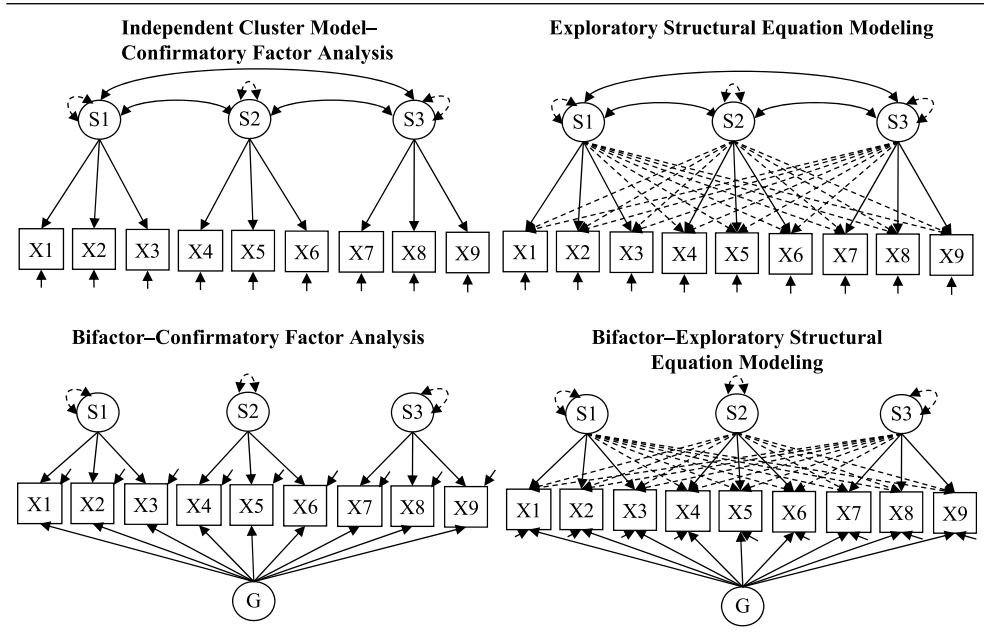 Independent Cluster Model–
Confirmatory Factor Analysis
Exploratory Structural Equation Modeling
S1 S2 S3
S1 S2 S3
X1 X2 X3 X4 X5 X6 X7 X8 X9
X1 X2 X3 X4 X5 X6 X7 X8 X9
Bifactor–Confirmatory Factor Analysis
Bifactor–Exploratory Structural
Equation Modeling
S1 S2 S3
S1 S2 S3
X1 X2 X3 X4 X5 X6 X7 X8 X9
X1 X2 X3 X4 X5 X6 X7 X8 X9
G
G